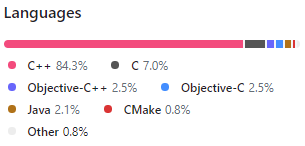 Languages
C++ 84.3% C 7.0%
Objective-C++ 2.5% Objective-C 2.5%
Java 2.1% CMake 0.8%
Other 0.8%